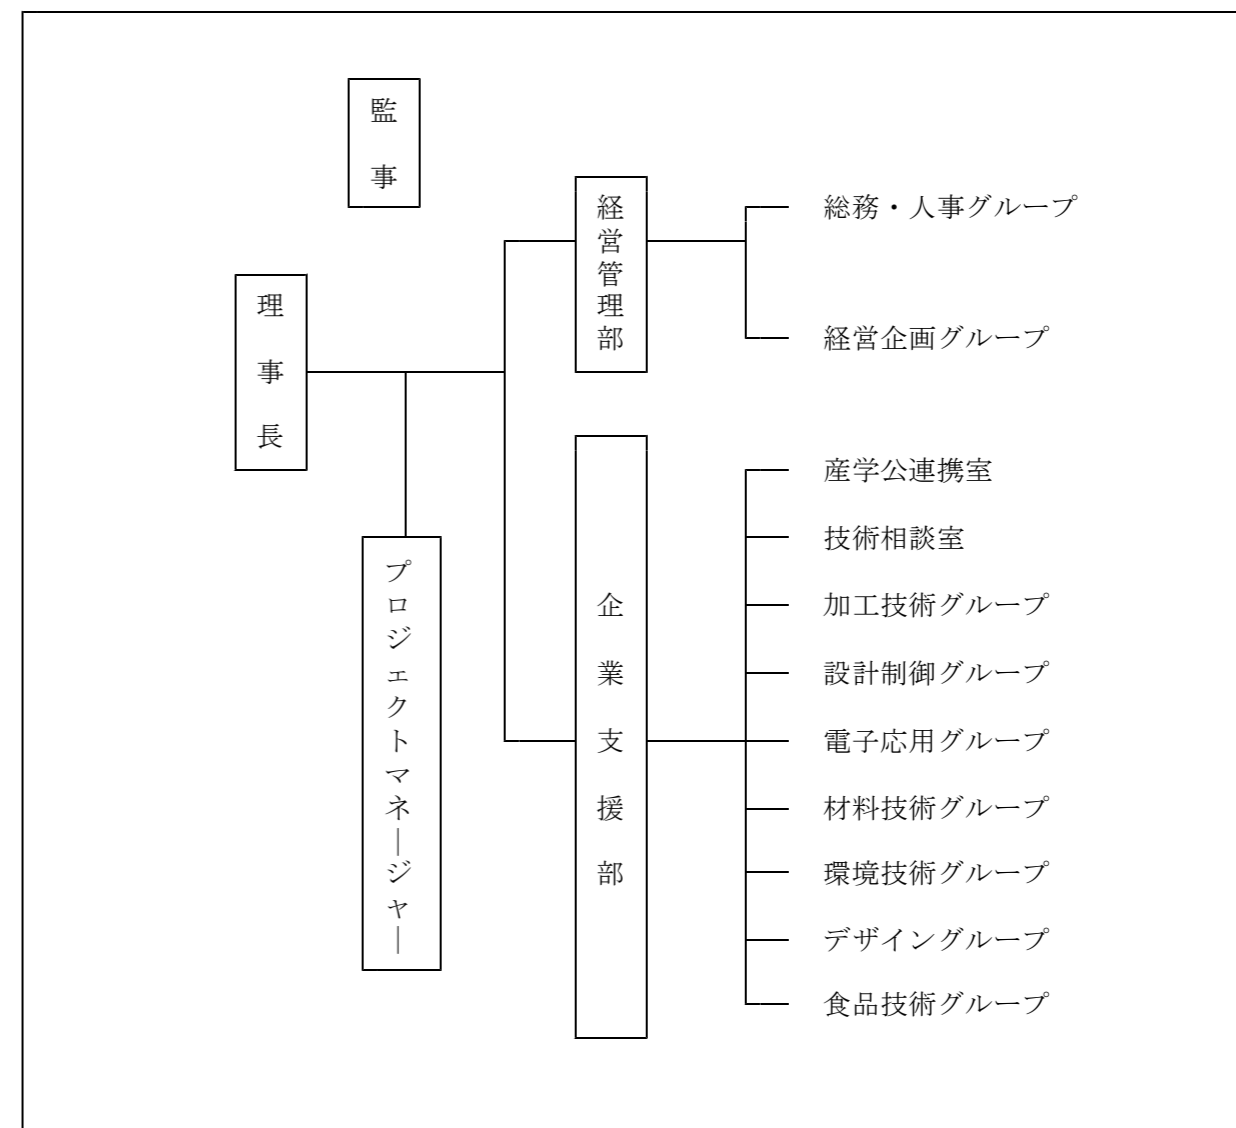 監事
経営管理部
総務・人事グループ
経営企画グループ
理事長
プロジェクトマネージャー
企業支援部
産学公連携室
技術相談室
加工技術グループ
設計制御グループ
電子応用グループ
材料技術グループ
環境技術グループ
デザイングループ
食品技術グループ